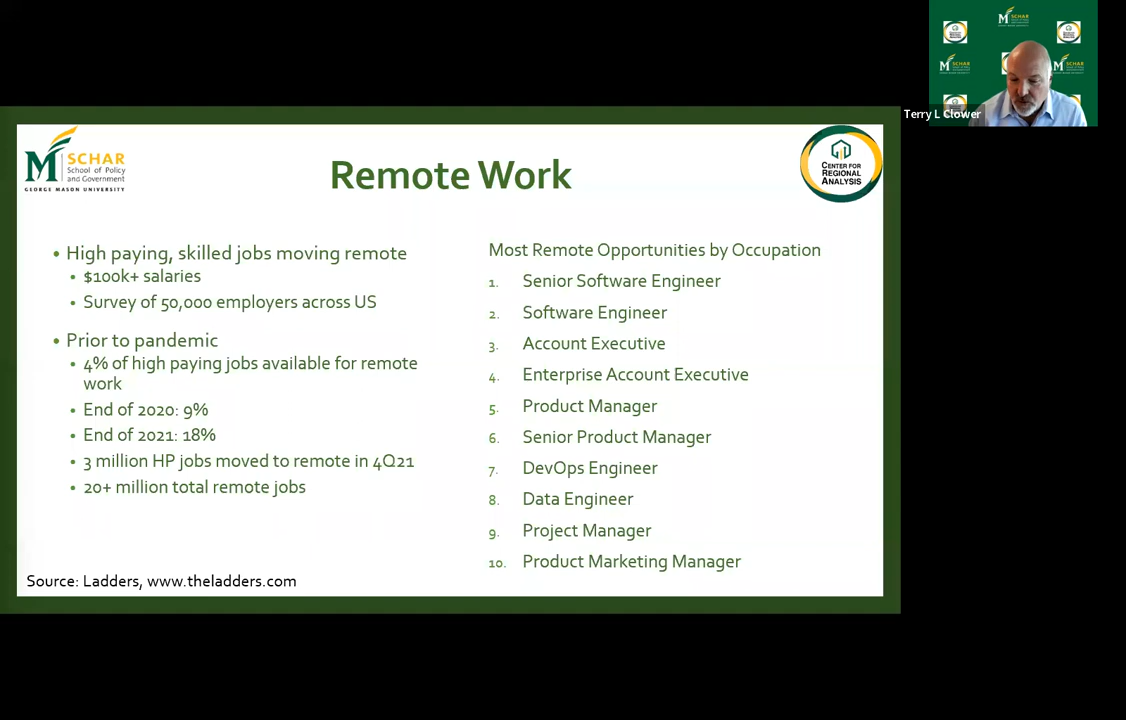 SCHAR
SCHAR
SCHAR
Terry L Clower
M SCHAR
School of Policy
and Government
GEORGE MASON UNIVERSITY
Remote Work
CENTER FOR
REGIONAL
ANALYSIS
• High paying, skilled jobs moving remote
• $100k+ salaries
• Survey of 50,000 employers across US
• Prior to pandemic
• 4% of high paying jobs available for remote
work
• End of 2020: 9%
• End of 2021: 18%
• 3 million HP jobs moved to remote in 4Q21
• 20+ million total remote jobs
Most Remote Opportunities by Occupation
1. Senior Software Engineer
2. Software Engineer
3. Account Executive
4. Enterprise Account Executive
5. Product Manager
6. Senior Product Manager
7. DevOps Engineer
8. Data Engineer
9. Project Manager
10. Product Marketing Manager
Source: Ladders, www.theladders.com